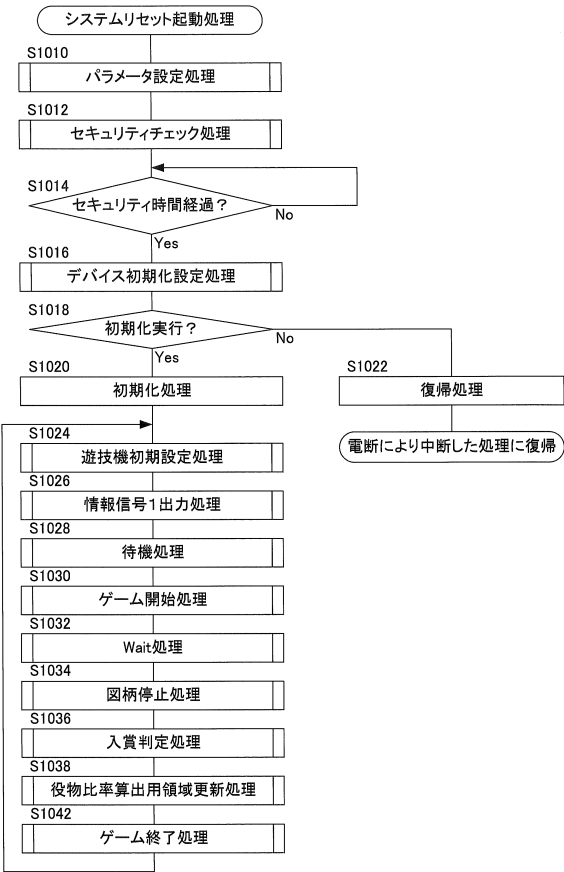 システムリセット起動処理
S1010
パラメータ設定処理
S1012
セキュリティチェック処理
S1014
セキュリティ時間経過？
No
Yes
S1016
デバイス初期化設定処理
S1018
初期化実行？
No
Yes
S1020
初期化処理
S1022
復帰処理
電断により中断した処理に復帰
S1024
遊技機初期設定処理
S1026
情報信号１出力処理
S1028
待機処理
S1030
ゲーム開始処理
S1032
Wait処理
S1034
図柄停止処理
S1036
入賞判定処理
S1038
役物比率算出用領域更新処理
S1042
ゲーム終了処理